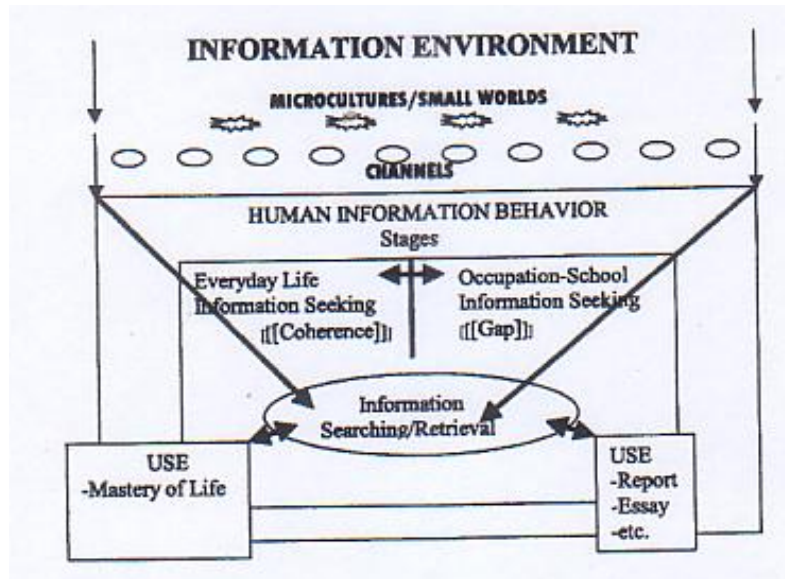 INFORMATION ENVIRONMENT
MICROCULTURES/SMALL WORLDS
CHANNELS
HUMAN INFORMATION BEHAVIOR
Stages
Everyday Life
Information Seeking
[[[Coherence]]]
Occupation-School
Information Seeking
[[[Gap]]]
Information
Searching/Retrieval
USE
-Mastery of Life
USE
-Report
-Essay
-etc.